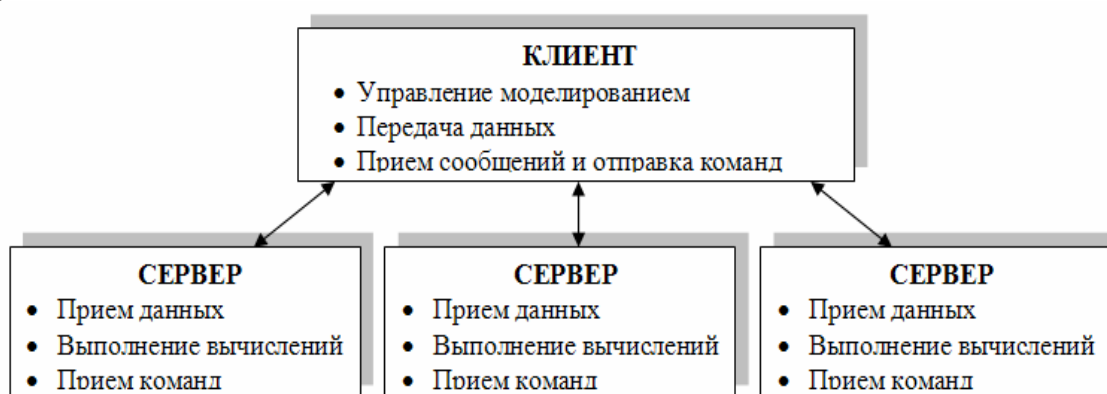 КЛИЕНТ
• Управление моделированием
• Передача данных
• Прием сообщений и отправка команд
СЕРВЕР
• Прием данных
• Выполнение вычислений
• Прием команд
СЕРВЕР
• Прием данных
• Выполнение вычислений
• Прием команд
СЕРВЕР
• Прием данных
• Выполнение вычислений
• Прием команд